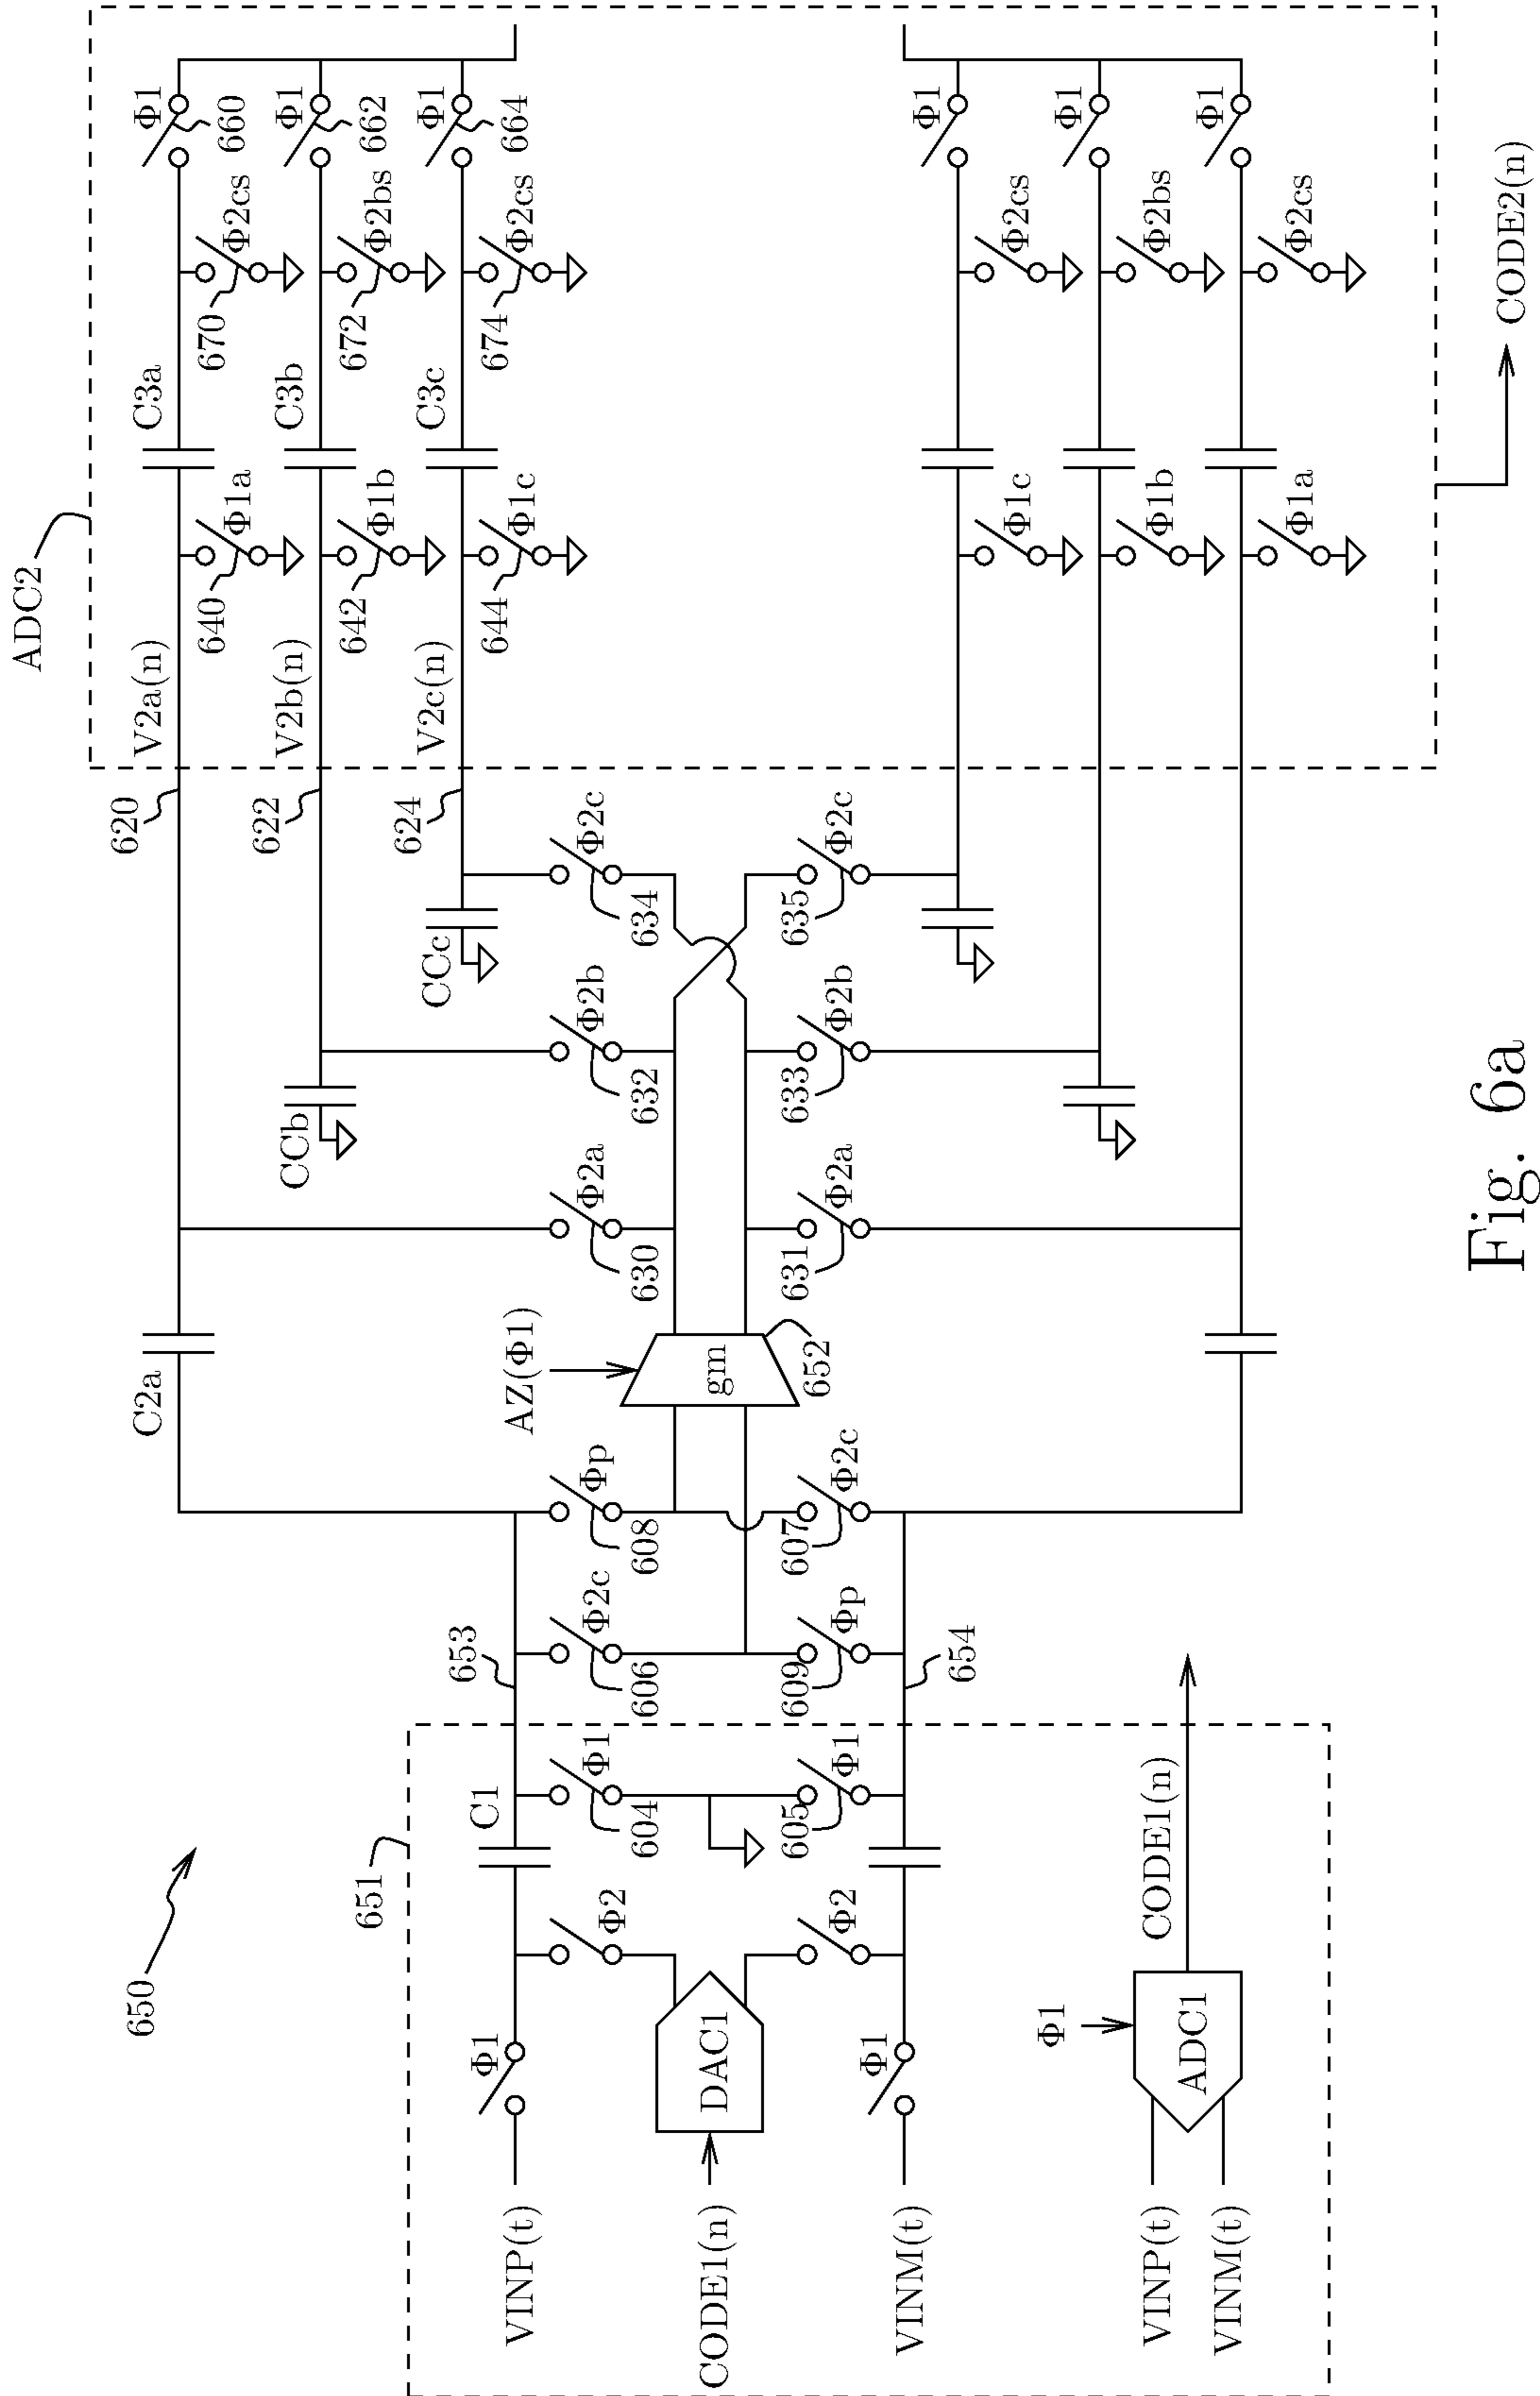 ADC2
V2a(n)
V2b(n)
V2c(n)
620
622
624
640
642
644
Φ1a
Φ1b
Φ1c
C3a
C3b
C3c
670
672
674
Φ2cs
Φ2bs
Φ2cs
Φ1
Φ1
Φ1
660
662
664
C2a
CCb
CCc
Φ2a
Φ2b
Φ2c
630
632
634
AZ(Φ1)
gm
652
631
633
635
Φ2a
Φ2b
Φ2c
Φ1c
Φ1b
Φ1a
Φ2cs
Φ2bs
Φ2cs
Φ1
Φ1
Φ1
CODE2(n)
650
651
653
654
C1
Φ1
Φ2
Φ1
Φ2c
Φp
604
606
608
605
609
607
Φ2
Φ1
Φp
Φ2c
VINP(t)
CODE1(n)
DAC1
VINM(t)
Φ1
Φ1
ADC1
VINP(t)
VINM(t)
CODE1(n)
Fig. 6a